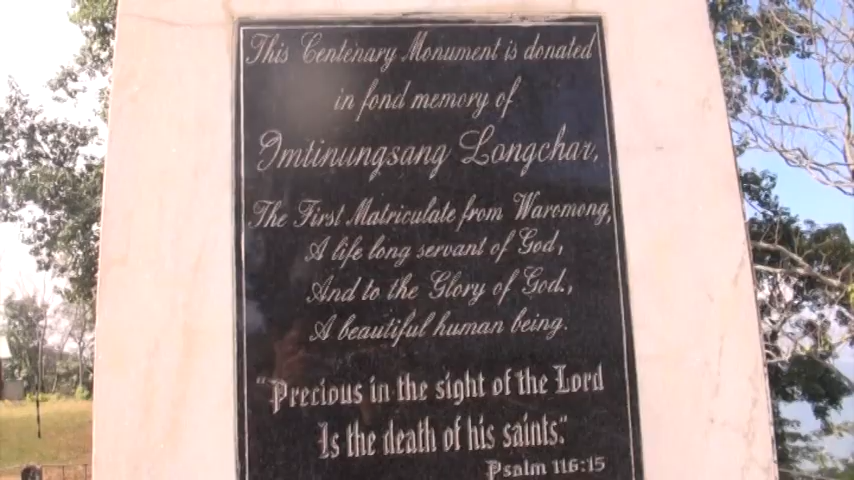 This Centenary Monument is donated
in fond memory of
Imtinungsang Longchar,
The First Matriculate from Waromong,
A life long servant of God,
And to the Glory of God.,
A beautiful human being.
"Precious in the sight of the Lord
Is the death of his saints."
Psalm 116:15